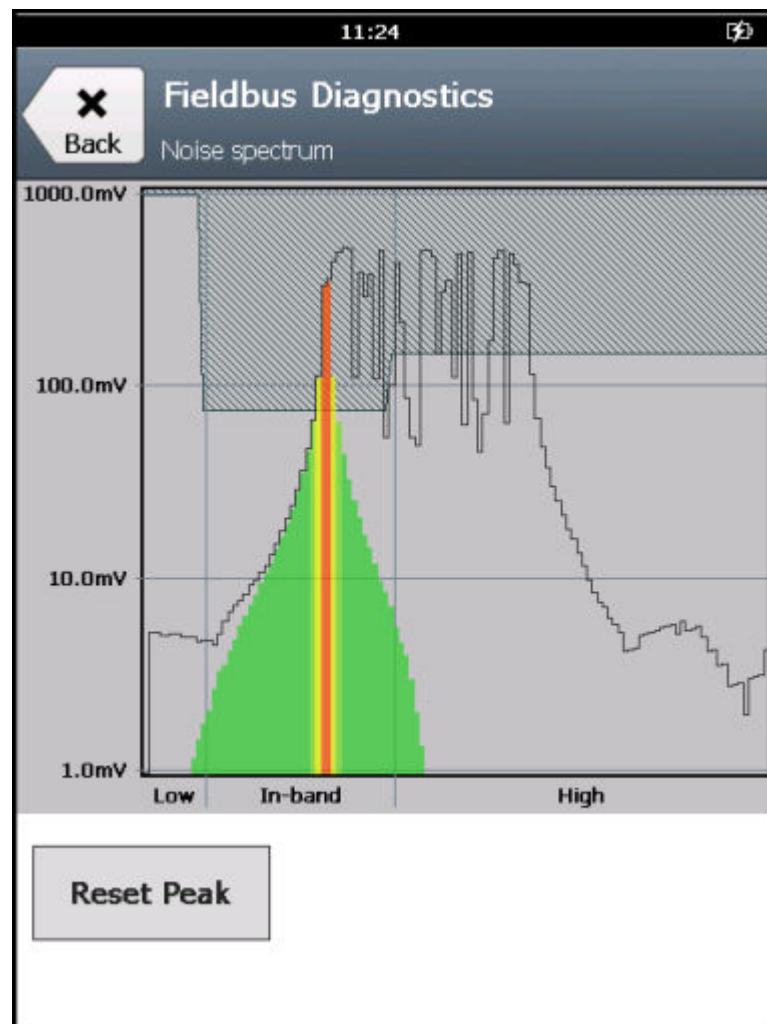 11:24
Back
Fieldbus Diagnostics
Noise spectrum
1000.0mV
100.0mV
10.0mV
1.0mV
Low In-band High
Reset Peak